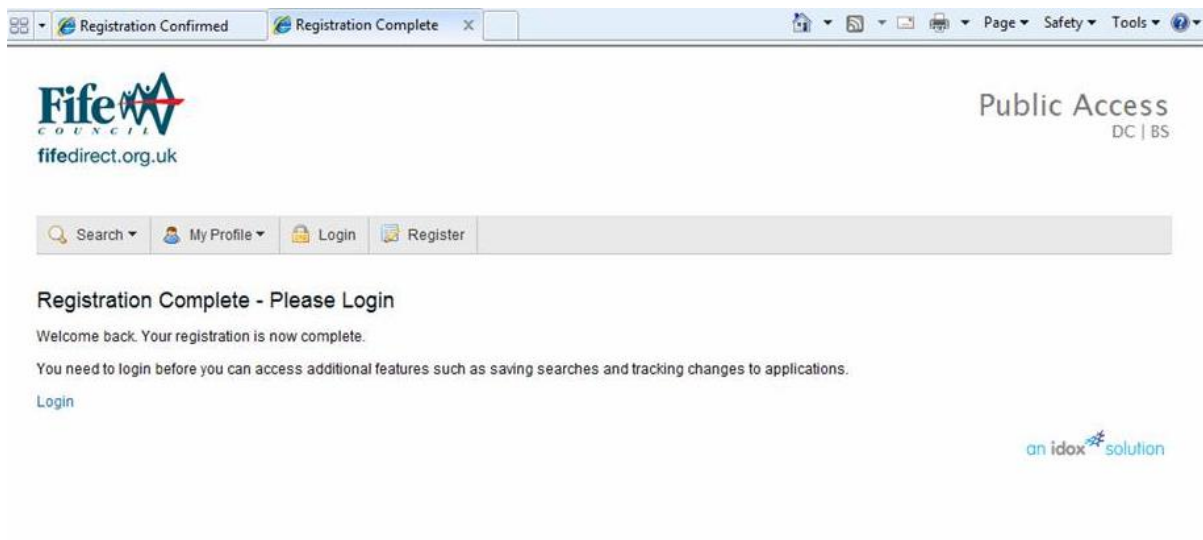 Registration Confirmed
Registration Complete
Page
Safety
Tools
Fife
COUNCIL
fifedirect.org.uk
Public Access
DC | BS
Search
My Profile
Login
Register
Registration Complete - Please Login
Welcome back. Your registration is now complete.
You need to login before you can access additional features such as saving searches and tracking changes to applications.
Login
an idox solution